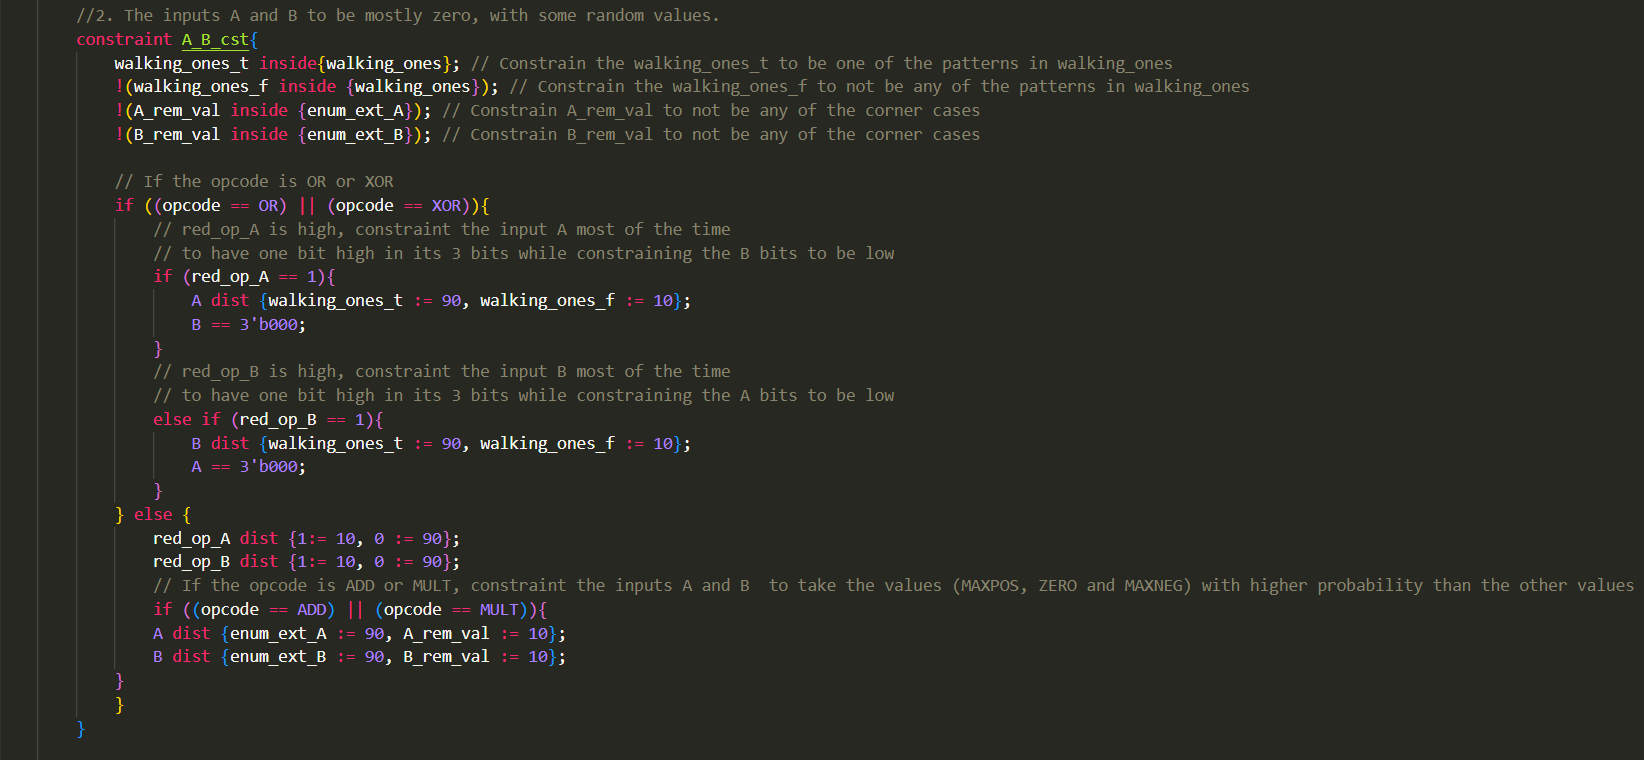 //2. The inputs A and B to be mostly zero, with some random values.
constraint A_B_cst{
walking_ones_t inside{walking_ones}; // Constrain the walking_ones_t to be one of the patterns in walking_ones
!(walking_ones_f inside {walking_ones}); // Constrain the walking_ones_f to not be any of the patterns in walking_ones
!(A_rem_val inside {enum_ext_A}); // Constrain A_rem_val to not be any of the corner cases
!(B_rem_val inside {enum_ext_B}); // Constrain B_rem_val to not be any of the corner cases
// If the opcode is OR or XOR
if ((opcode == OR) || (opcode == XOR)){
// red_op_A is high, constraint the input A most of the time
// to have one bit high in its 3 bits while constraining the B bits to be low
if (red_op_A == 1){
A dist {walking_ones_t := 90, walking_ones_f := 10};
B == 3'b000;
}
// red_op_B is high, constraint the input B most of the time
// to have one bit high in its 3 bits while constraining the A bits to be low
else if (red_op_B == 1){
B dist {walking_ones_t := 90, walking_ones_f := 10};
A == 3'b000;
}
} else {
red_op_A dist {1:= 10, 0 := 90};
red_op_B dist {1:= 10, 0 := 90};
// If the opcode is ADD or MULT, constraint the inputs A and B  to take the values (MAXPOS, ZERO and MAXNEG) with higher probability than the other values
if ((opcode == ADD) || (opcode == MULT)){
A dist {enum_ext_A := 90, A_rem_val := 10};
B dist {enum_ext_B := 90, B_rem_val := 10};
}
}
}